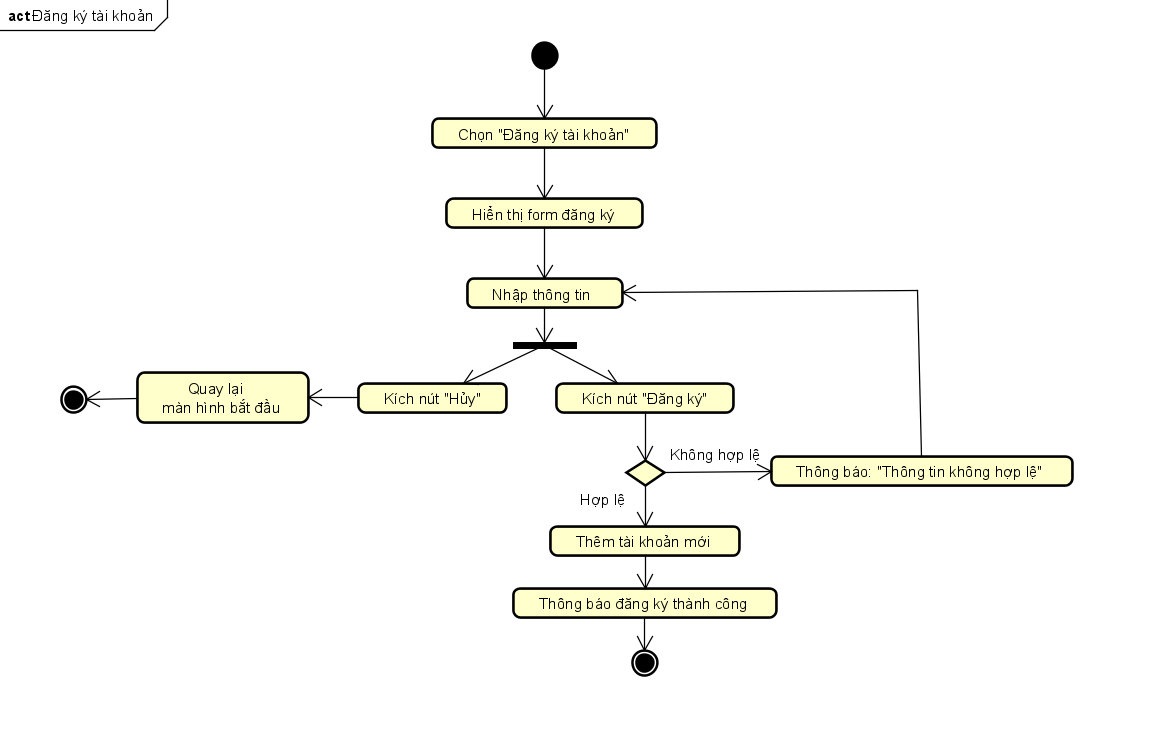 act Đăng ký tài khoản
Chọn "Đăng ký tài khoản"
Hiển thị form đăng ký
Nhập thông tin
Quay lại
màn hình bắt đầu
Kích nút "Hủy"
Kích nút "Đăng ký"
Không hợp lệ
Thông báo: "Thông tin không hợp lệ"
Hợp lệ
Thêm tài khoản mới
Thông báo đăng ký thành công